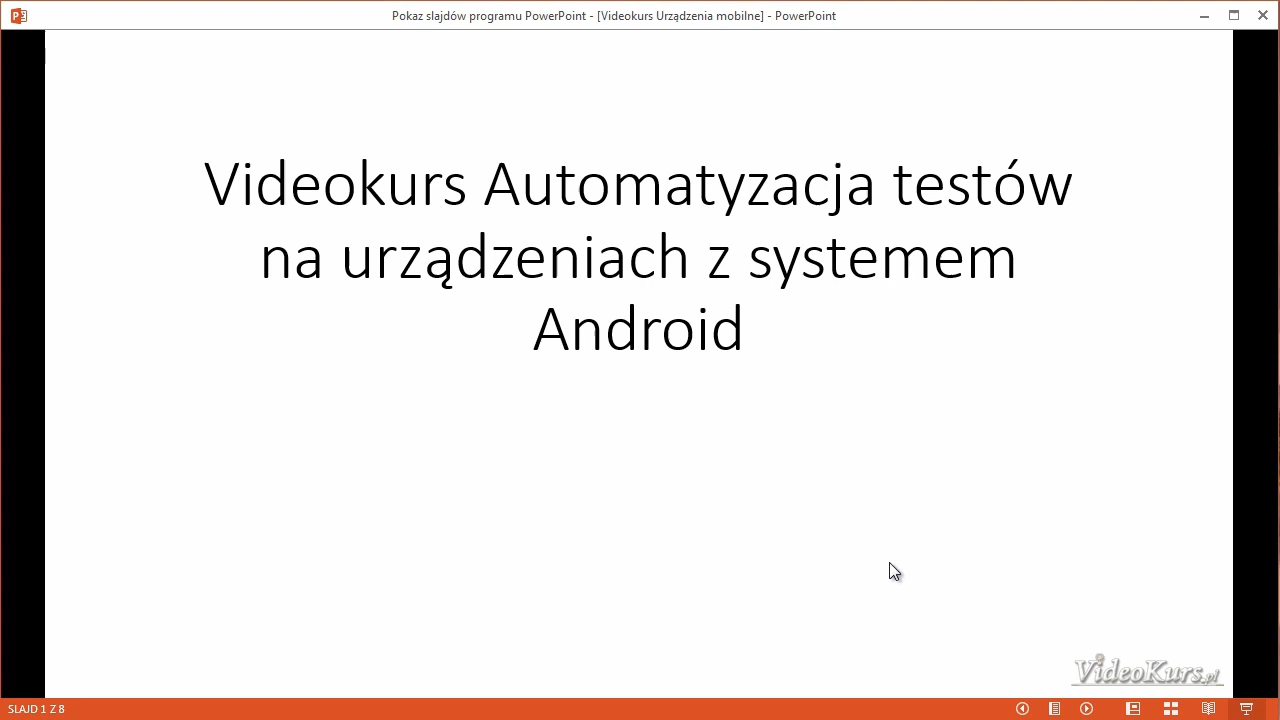 Pokaz slajdów programu PowerPoint - [Videokurs Urządzenia mobilne] - PowerPoint
Videokurs Automatyzacja testów
na urządzeniach z systemem
Android
VideoKurs.pl
SLAJD 1 Z 8